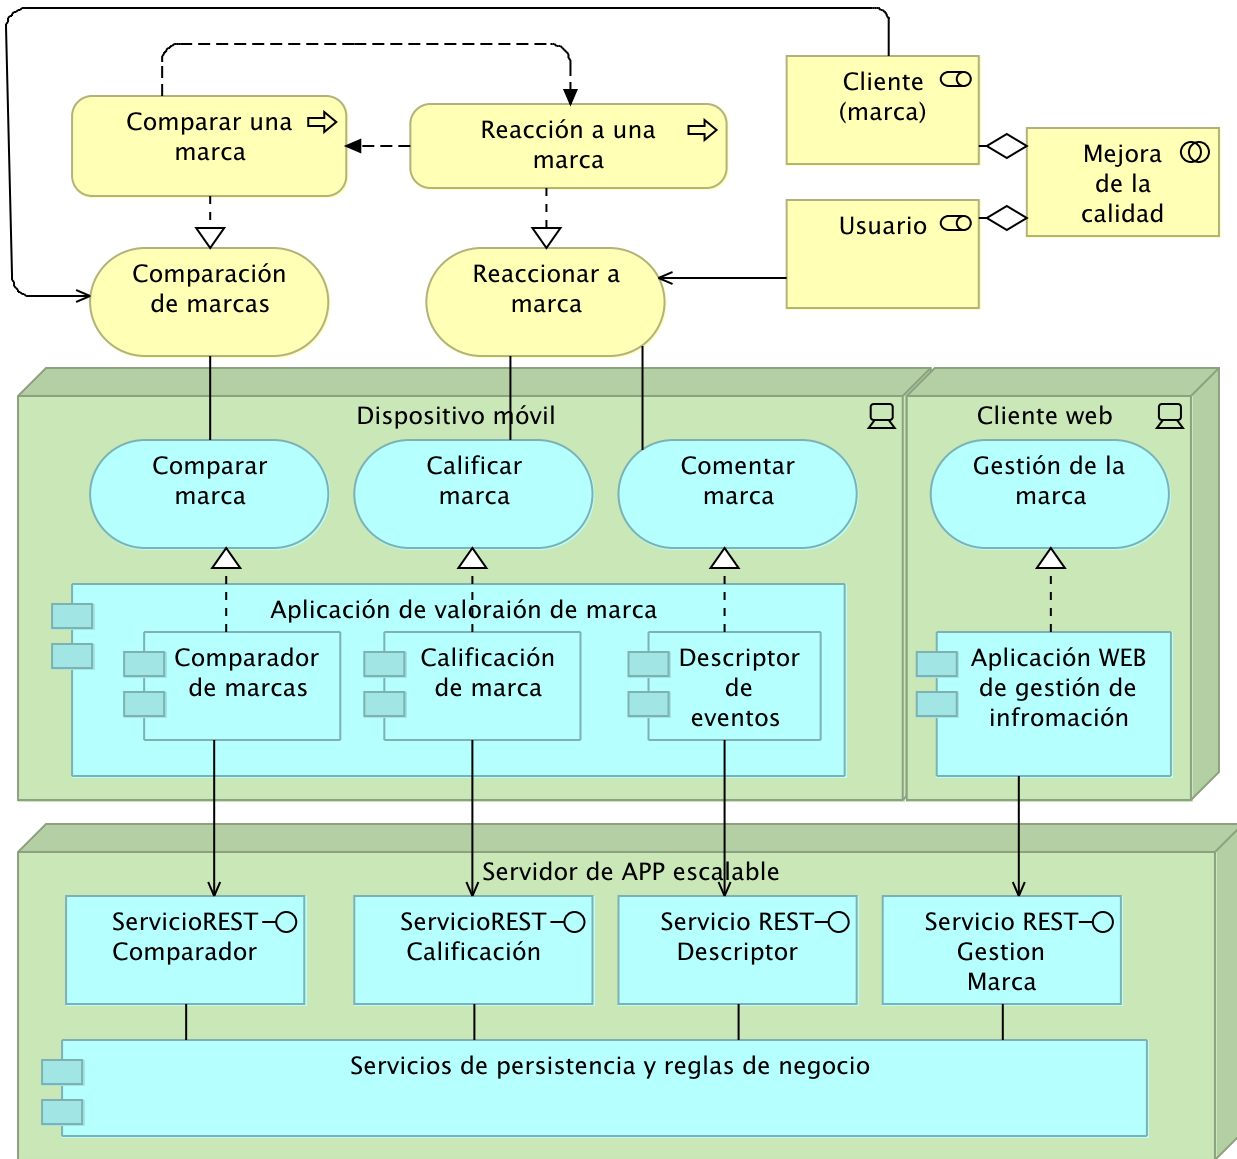 Cliente
(marca)
Comparar una
marca
Reacción a una
marca
Mejora
de la
calidad
Usuario
Comparación
de marcas
Reaccionar a
marca
Dispositivo móvil
Cliente web
Comparar
marca
Calificar
marca
Comentar
marca
Gestión de la
marca
Aplicación de valoraión de marca
Comparador
de marcas
Calificación
de marca
Descriptor
de
eventos
Aplicación WEB
de gestión de
infromación
Servidor de APP escalable
ServicioREST
Comparador
ServicioREST
Calificación
Servicio REST
Descriptor
Servicio REST
Gestion
Marca
Servicios de persistencia y reglas de negocio